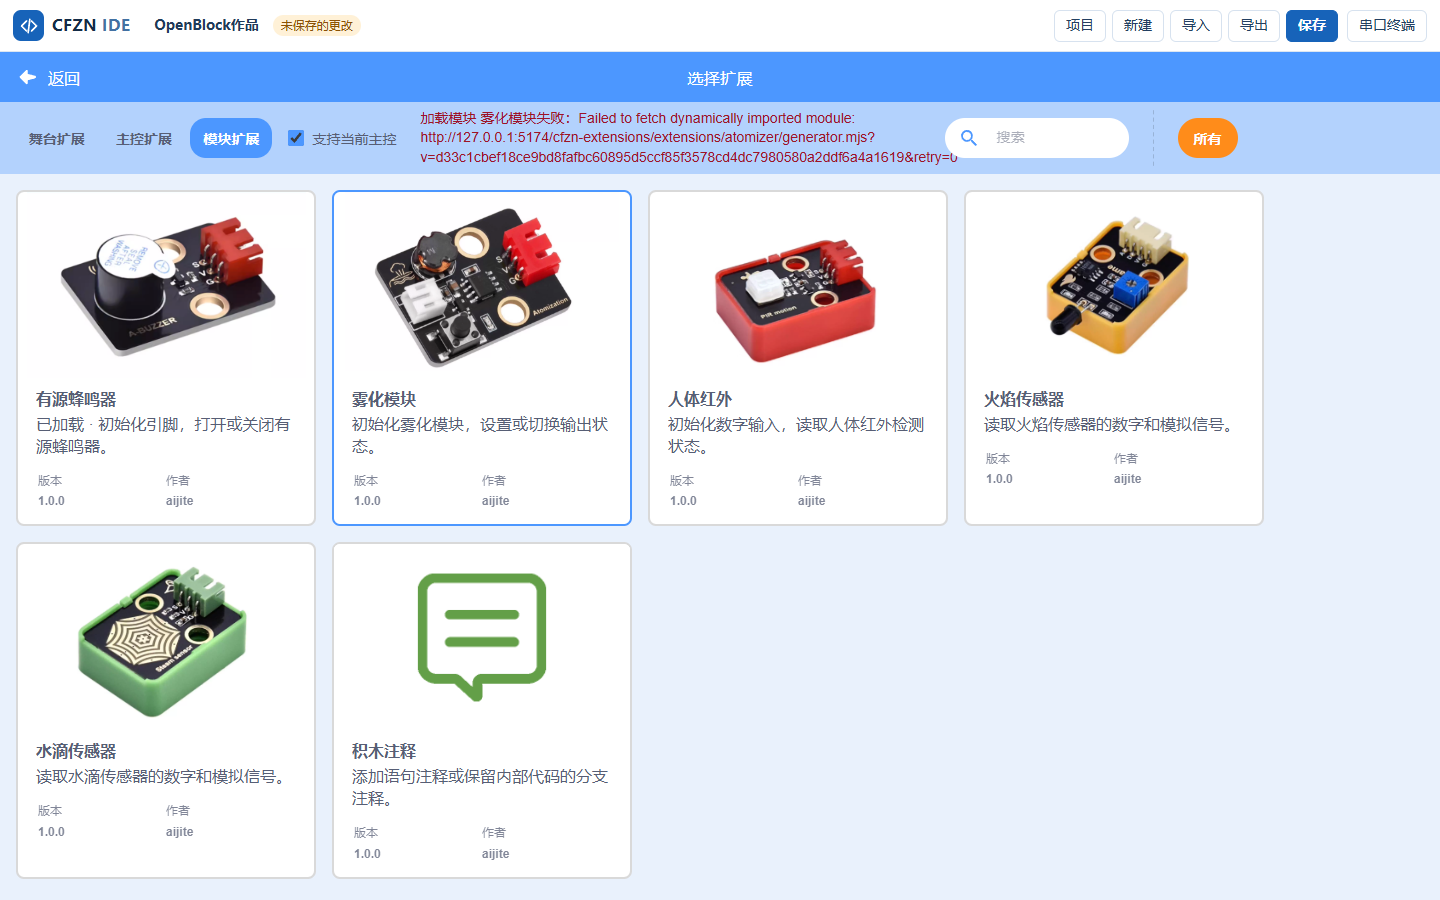 CFZN IDE
OpenBlock作品
未保存的更改
项目
新建
导入
导出
保存
串口终端
返回
选择扩展
舞台扩展
主控扩展
模块扩展
支持当前主控
加载模块 雾化模块失败：Failed to fetch dynamically imported module:
http://127.0.0.1:5174/cfzn-extensions/extensions/atomizer/generator.mjs?
v=d33c1cbef18ce9bd8fafbc60895d5ccf85f3578cd4dc7980580a2ddf6a4a1619&retry=0
搜索
所有
REMOVE
SEAL
AFTER
WASHING
A-BUZZER
有源蜂鸣器
已加载 · 初始化引脚，打开或关闭有
源蜂鸣器。
版本
作者
1.0.0
aijite
Atomization
雾化模块
初始化雾化模块，设置或切换输出状
态。
版本
作者
1.0.0
aijite
PIR motion
人体红外
初始化数字输入，读取人体红外检测
状态。
版本
作者
1.0.0
aijite
火焰传感器
读取火焰传感器的数字和模拟信号。
版本
作者
1.0.0
aijite
Steam sensor
水滴传感器
读取水滴传感器的数字和模拟信号。
版本
作者
1.0.0
aijite
积木注释
添加语句注释或保留内部代码的分支
注释。
版本
作者
1.0.0
aijite